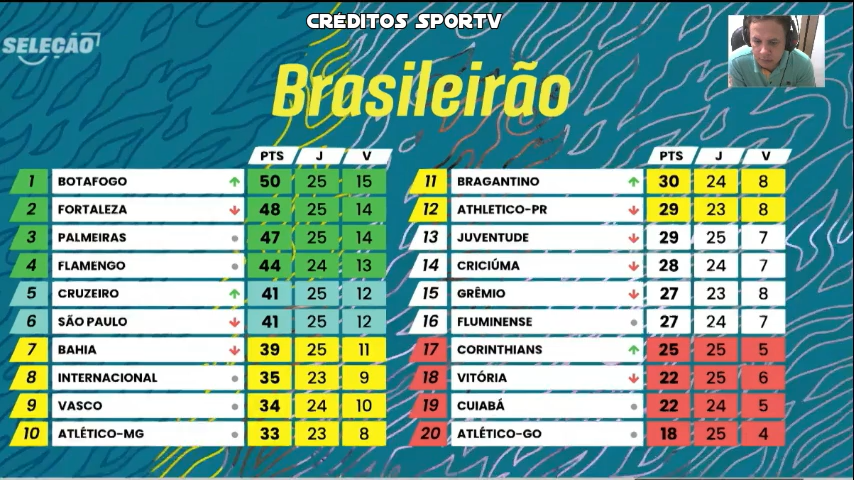 CRÉDITOS SPORTV
SELEÇÃO
Brasileirão
PTS J V
1 BOTAFOGO 50 25 15
2 FORTALEZA 48 25 14
3 PALMEIRAS 47 25 14
4 FLAMENGO 44 24 13
5 CRUZEIRO 41 25 12
6 SÃO PAULO 41 25 12
7 BAHIA 39 25 11
8 INTERNACIONAL 35 23 9
9 VASCO 34 24 10
10 ATLÉTICO-MG 33 23 8
PTS J V
11 BRAGANTINO 30 24 8
12 ATHLETICO-PR 29 23 8
13 JUVENTUDE 29 25 7
14 CRICIÚMA 28 24 7
15 GRÊMIO 27 23 8
16 FLUMINENSE 27 24 7
17 CORINTHIANS 25 25 5
18 VITÓRIA 22 25 6
19 CUIABÁ 22 24 5
20 ATLÉTICO-GO 18 25 4